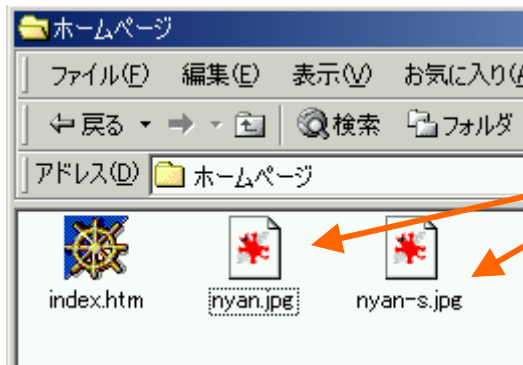 ホームページ
ファイル(F) 編集(E) 表示(V) お気に入り(A
戻る 検索 フォルダ
アドレス(D) ホームページ
index.htm nyan.jpg nyan-s.jpg